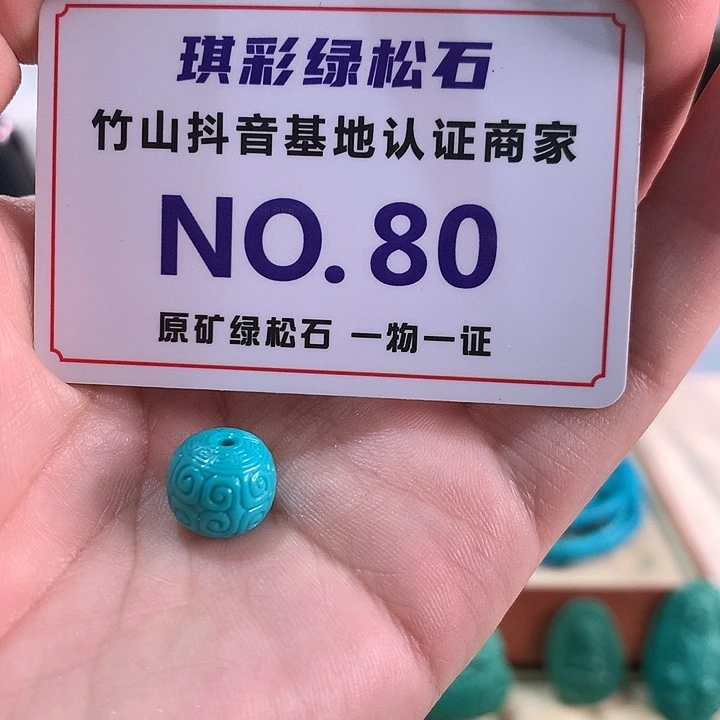 琪彩绿松石
竹山抖音基地认证商家
NO.80
原矿绿松石 一物一证